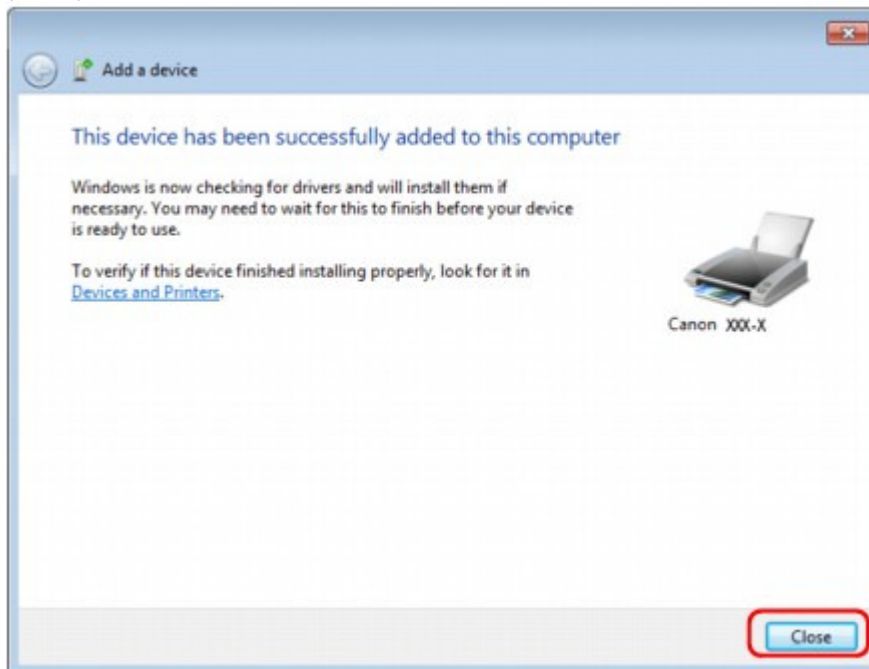 Add a device
This device has been successfully added to this computer
Windows is now checking for drivers and will install them if
necessary. You may need to wait for this to finish before your device
is ready to use.
To verify if this device finished installing properly, look for it in
Devices and Printers.
Canon XXX-X
Close